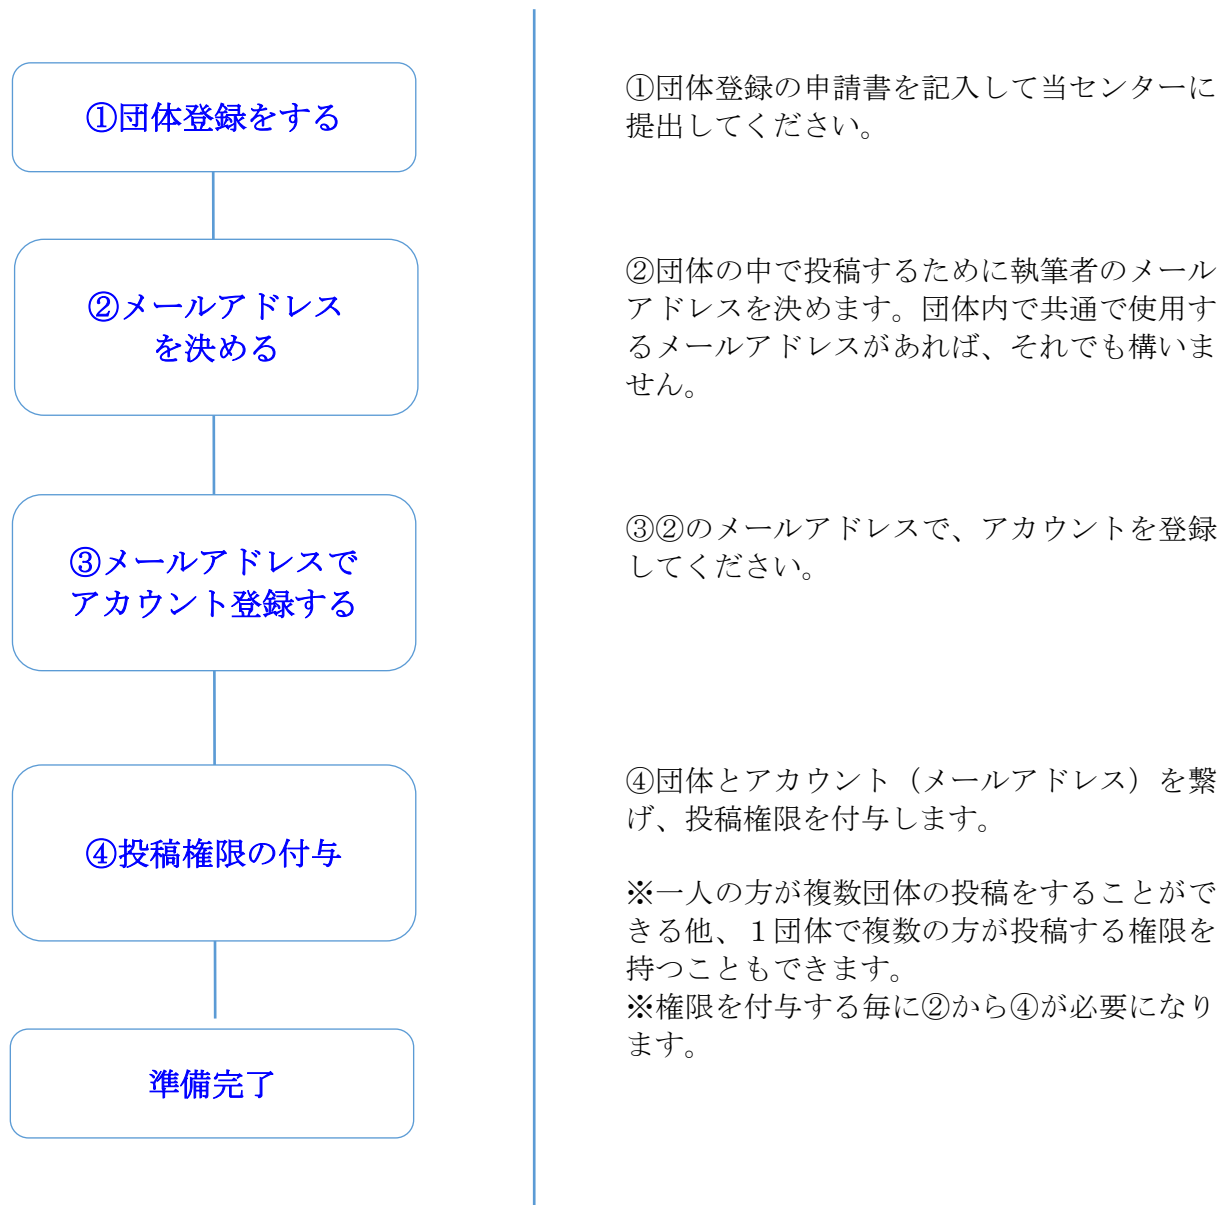 ①団体登録をする
①団体登録の申請書を記入して当センターに
提出してください。
②メールアドレス
を決める
②団体の中で投稿するために執筆者のメール
アドレスを決めます。団体内で共通で使用す
るメールアドレスがあれば、それでも構いま
せん。
③メールアドレスで
アカウント登録する
③②のメールアドレスで、アカウントを登録
してください。
④投稿権限の付与
④団体とアカウント（メールアドレス）を繋
げ、投稿権限を付与します。
※一人の方が複数団体の投稿をすることがで
きる他、１団体で複数の方が投稿する権限を
持つこともできます。
※権限を付与する毎に②から④が必要になり
ます。
準備完了